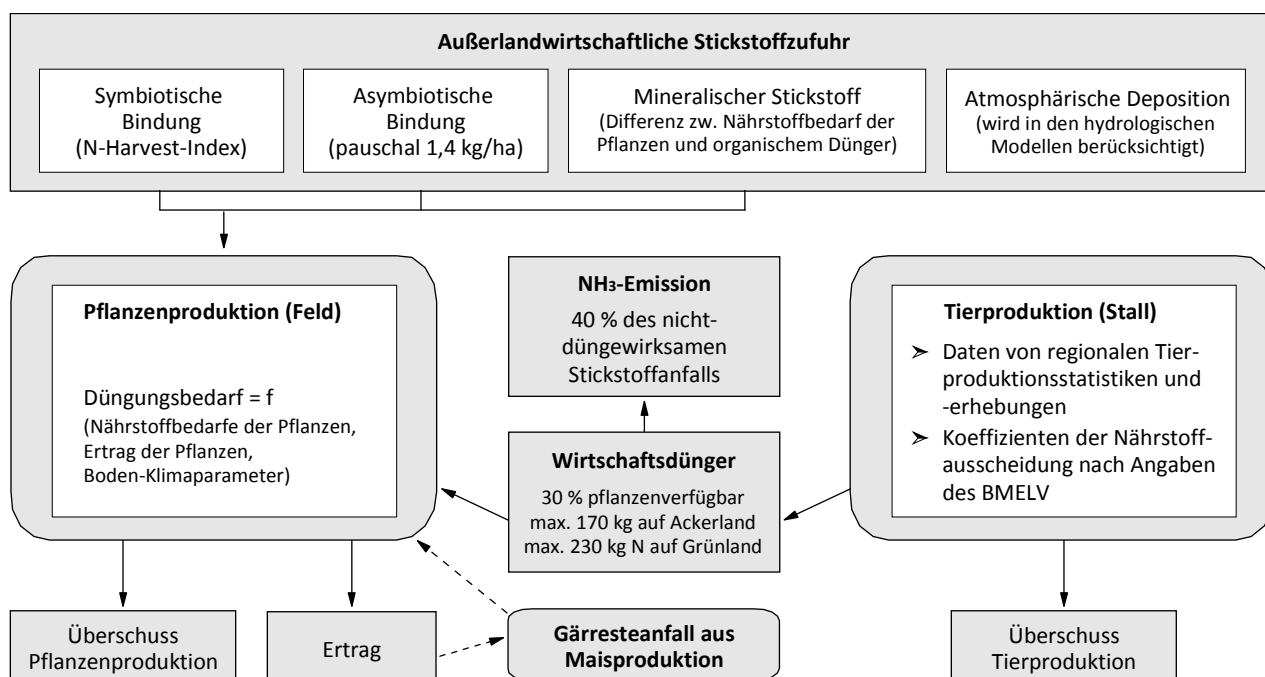 Außerlandwirtschaftliche Stickstoffzufuhr
Symbiotische
Bindung
(N-Harvest-Index)
Asymbiotische
Bindung
(pauschal 1,4 kg/ha)
Mineralischer Stickstoff
(Differenz zw. Nährstoffbedarf der
Pflanzen und organischem Dünger)
Atmosphärische Deposition
(wird in den hydrologischen
Modellen berücksichtigt)
Pflanzenproduktion (Feld)
Düngungsbedarf = f
(Nährstoffbedarfe der Pflanzen,
Ertrag der Pflanzen,
Boden-Klimaparameter)
NH₃-Emission
40 % des nicht-
düngewirksamen
Stickstoffanfalls
Wirtschaftsdünger
30 % pflanzenverfügbar
max. 170 kg auf Ackerland
max. 230 kg N auf Grünland
Tierproduktion (Stall)
➢ Daten von regionalen Tier-
produktionsstatistiken und
-erhebungen
➢ Koeffizienten der Nährstoff-
ausscheidung nach Angaben
des BMELV
Überschuss
Pflanzenproduktion
Ertrag
Gärresteanfall aus
Maisproduktion
Überschuss
Tierproduktion